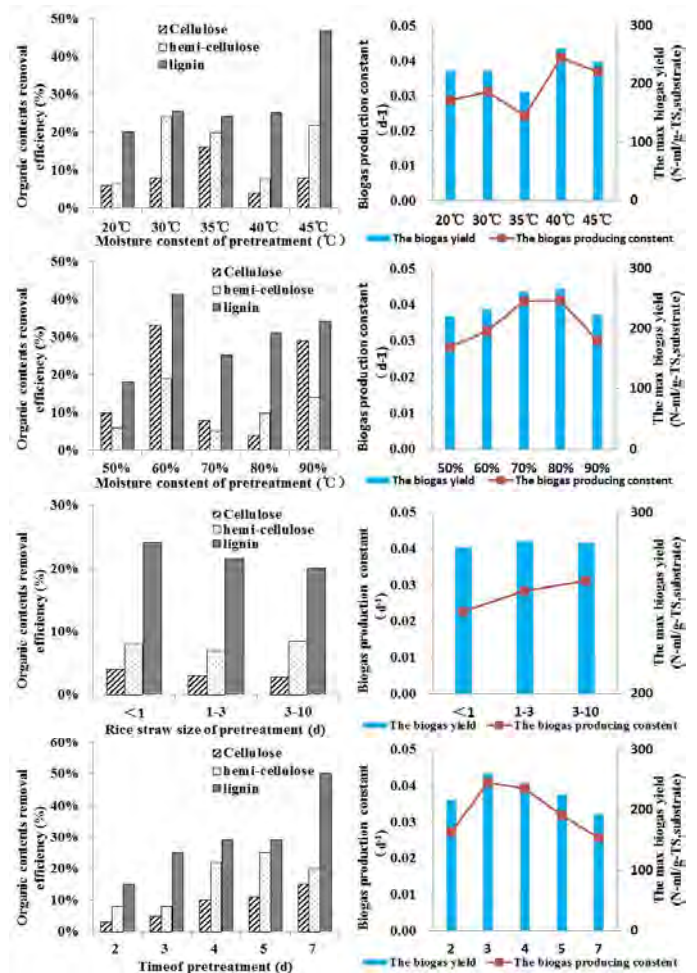 50%
40%
30%
20%
10%
0%
Organic contents removal
efficiency (%)
Cellulose
hemi-cellulose
lignin
20℃ 30℃ 35℃ 40℃ 45℃
Moisture content of pretreatment (℃)
0.05
0.04
0.03
0.02
0.01
0.00
Biogas production constant
(d-1)
300
200
100
0
The max biogas yield
(N-ml/g-TS,substrate)
20℃ 30℃ 35℃ 40℃ 45℃
The biogas yield The biogas producing constent
50%
40%
30%
20%
10%
0%
Organic contents removal
efficiency (%)
Cellulose
hemi-cellulose
lignin
50% 60% 70% 80% 90%
Moisture content of pretreatment (℃)
0.05
0.04
0.03
0.02
0.01
0.00
Biogas production constant
(d-1)
300
200
100
0
The max biogas yield
(N-ml/g-TS,substrate)
50% 60% 70% 80% 90%
The biogas yield The biogas producing constent
30%
20%
10%
0%
Organic contents removal
efficiency (%)
Cellulose
hemi-cellulose
lignin
<1 1-3 3-10
Rice straw size of pretreatment (d)
0.05
0.04
0.03
0.02
0.01
0.00
Biogas production constant
(d⁻¹)
300
200
The max biogas yield
(N-ml/g-TS,substrate)
<1 1-3 3-10
The biogas yield The biogas producing constent
60%
50%
40%
30%
20%
10%
0%
Organic contents removal
efficiency (%)
Cellulose
hemi-cellulose
lignin
2 3 4 5 7
Timeof pretreatment (d)
0.05
0.04
0.03
0.02
0.01
0.00
Biogas production constant
(d⁻¹)
300
200
100
0
The max biogas yield
(N-ml/g-TS,substrate)
2 3 4 5 7
The biogas yield The biogas producing constent